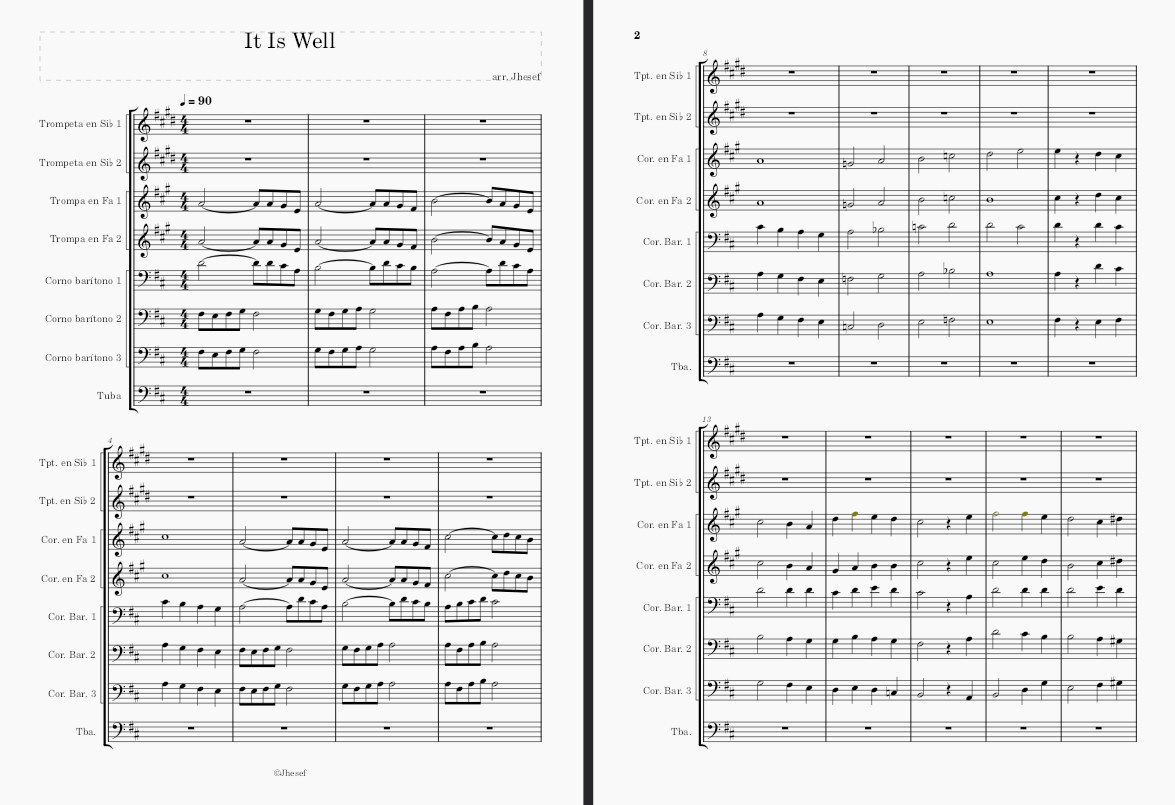 It Is Well
arr. Jhesef
♩ = 90
Trompeta en Si♭ 1
Trompeta en Si♭ 2
Trompa en Fa 1
Trompa en Fa 2
Corno barítono 1
Corno barítono 2
Corno barítono 3
Tuba
4
Tpt. en Si♭ 1
Tpt. en Si♭ 2
Cor. en Fa 1
Cor. en Fa 2
Cor. Bar. 1
Cor. Bar. 2
Cor. Bar. 3
Tba.
©Jhesef
2
8
Tpt. en Si♭ 1
Tpt. en Si♭ 2
Cor. en Fa 1
Cor. en Fa 2
Cor. Bar. 1
Cor. Bar. 2
Cor. Bar. 3
Tba.
13
Tpt. en Si♭ 1
Tpt. en Si♭ 2
Cor. en Fa 1
Cor. en Fa 2
Cor. Bar. 1
Cor. Bar. 2
Cor. Bar. 3
Tba.